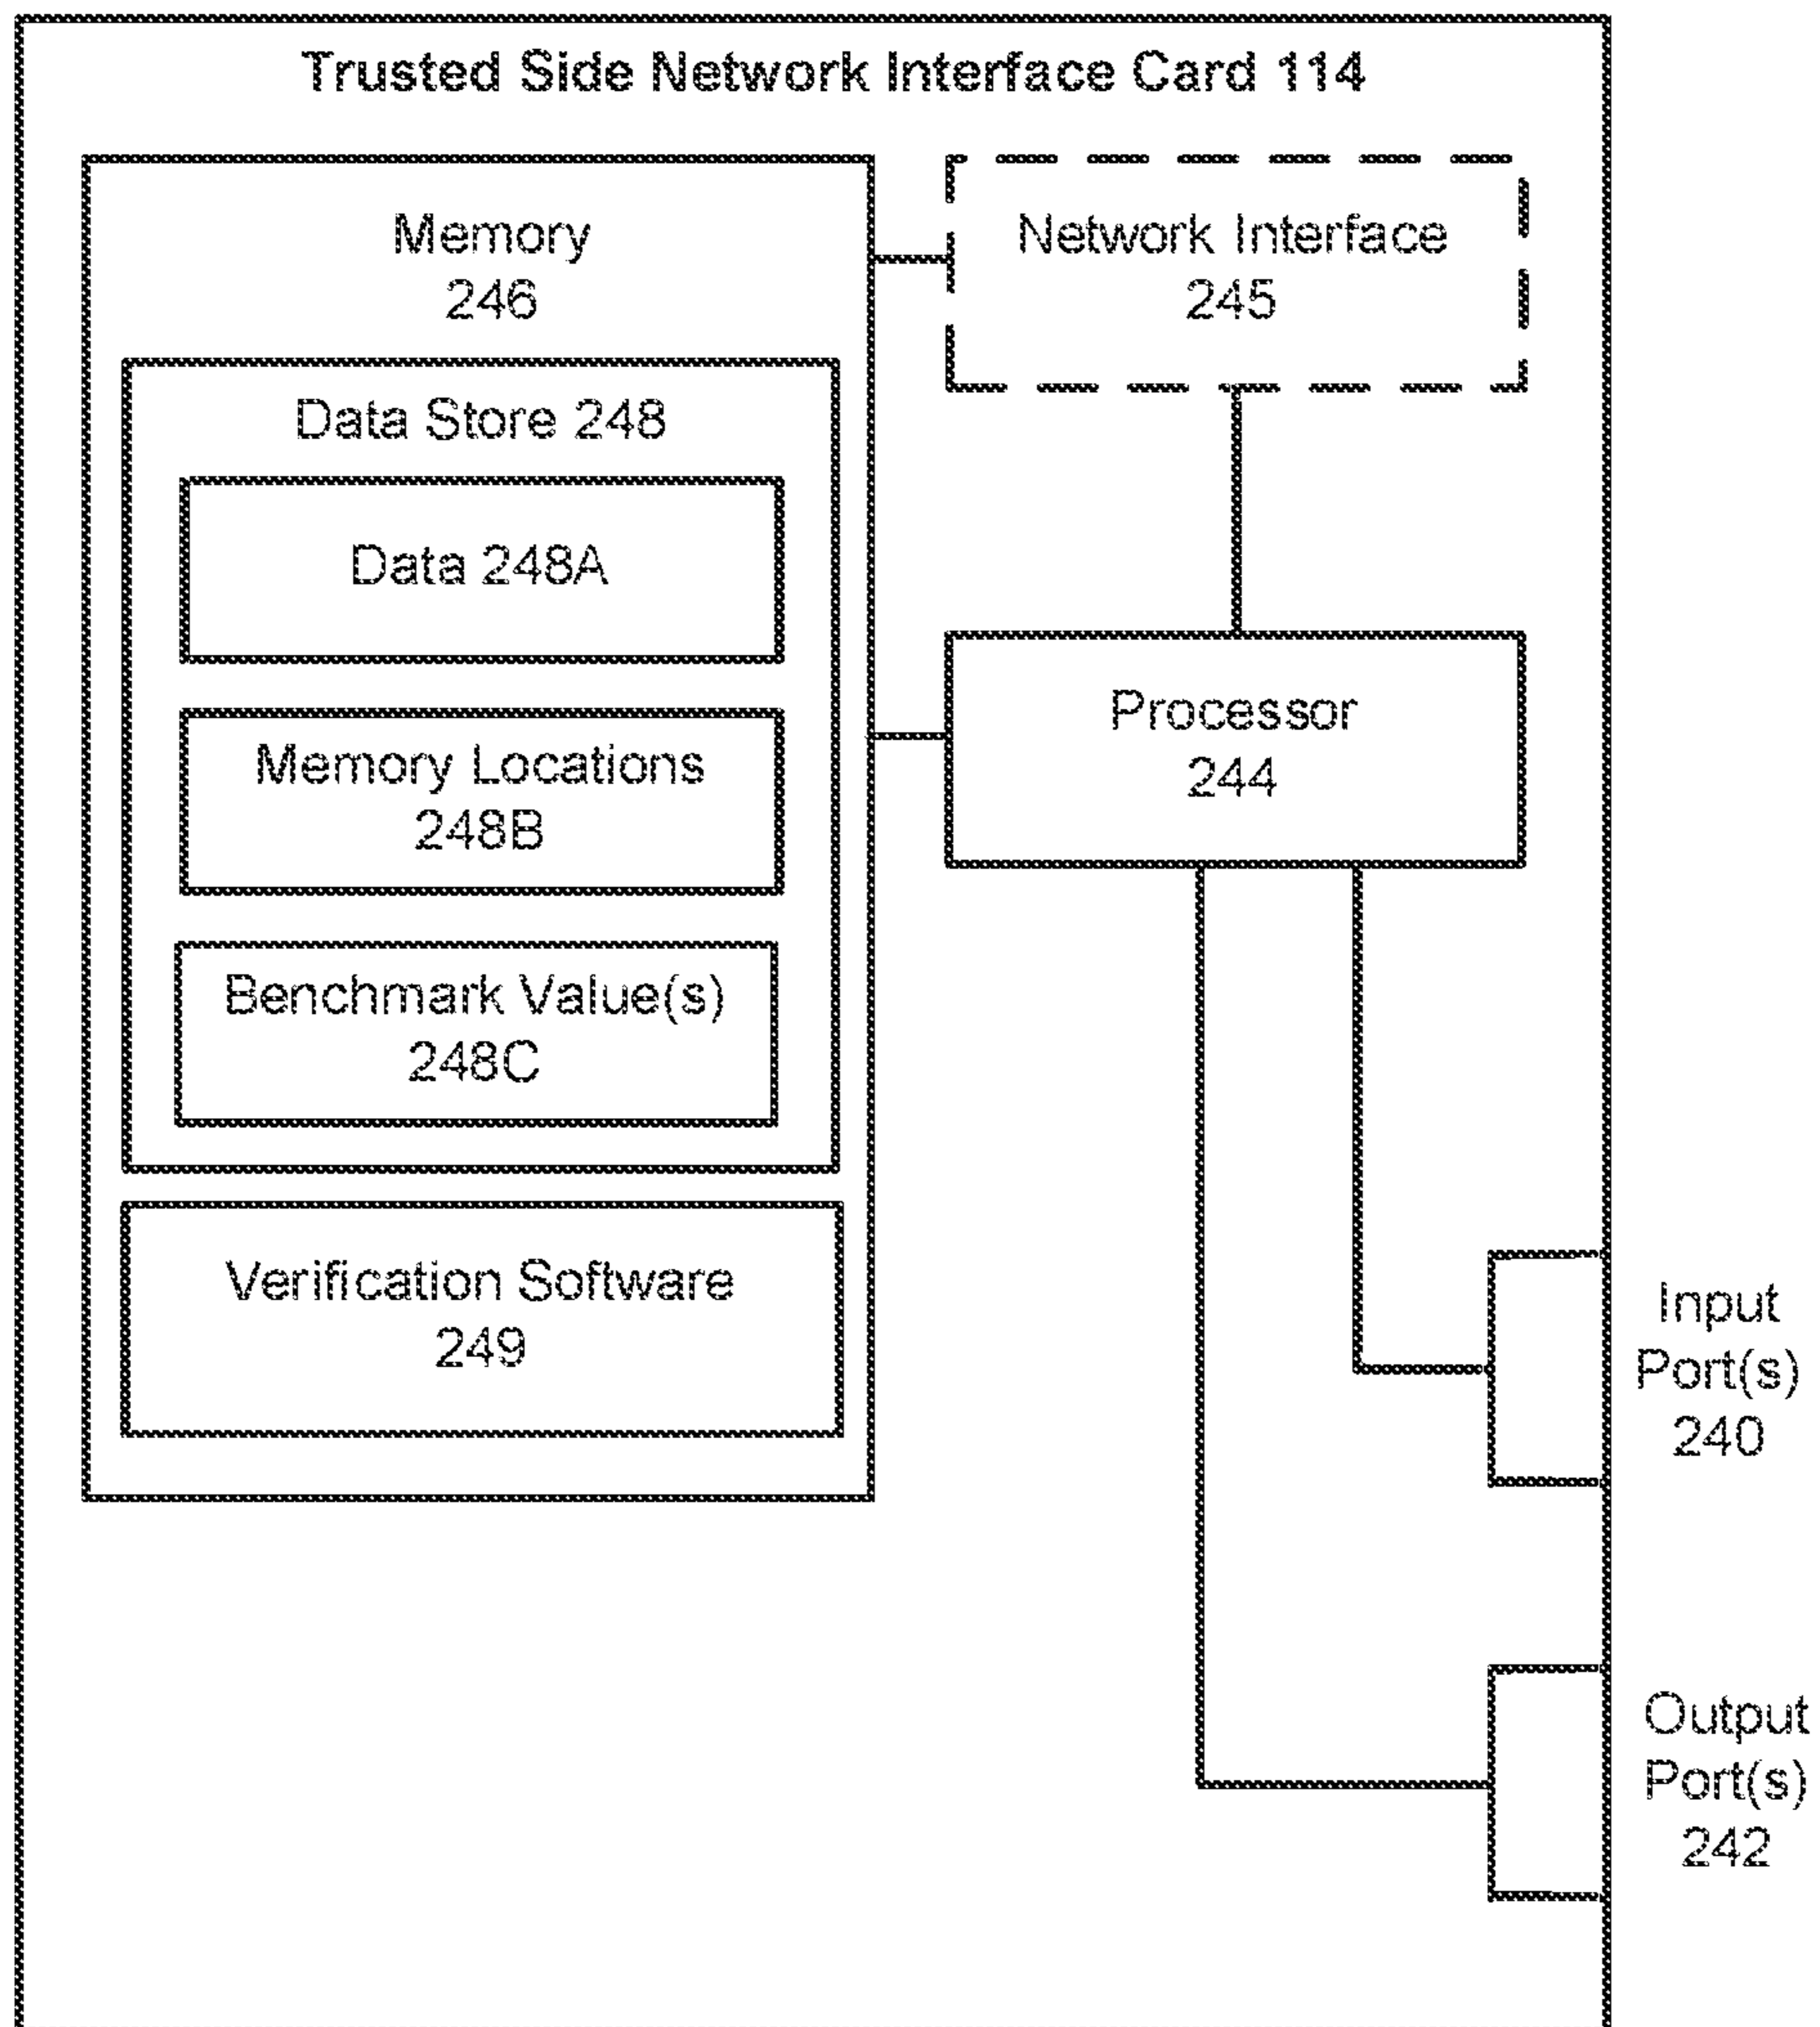 Trusted Side Network Interface Card 114
Memory
246
Data Store 248
Data 248A
Memory Locations
248B
Benchmark Value(s)
248C
Verification Software
249
Network Interface
245
Processor
244
Input
Port(s)
240
Output
Port(s)
242